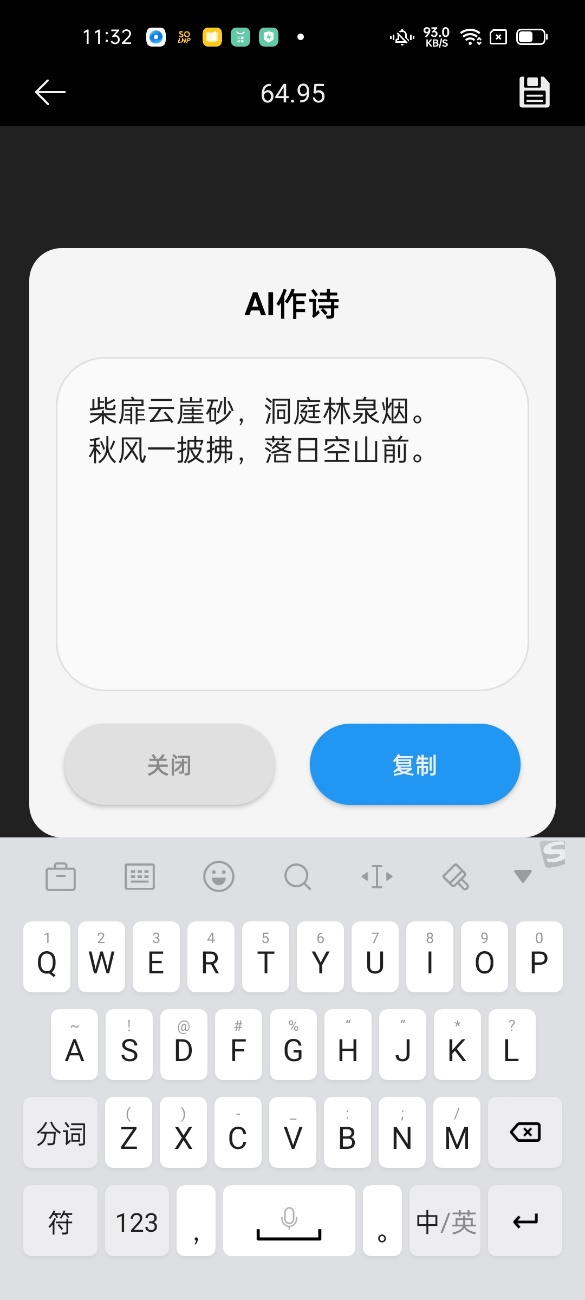 11:32
SO
LMP
93.0
KB/S
64.95
AI作诗
柴扉云崖砂，洞庭林泉烟。
秋风一披拂，落日空山前。
关闭
复制
S
1 2 3 4 5 6 7 8 9 0
Q W E R T Y U I O P
~ ! @ # % “ ” * ?
A S D F G H J K L
( ) - _ : ; /
分词 Z X C V B N M
符 123 ， 。 中/英